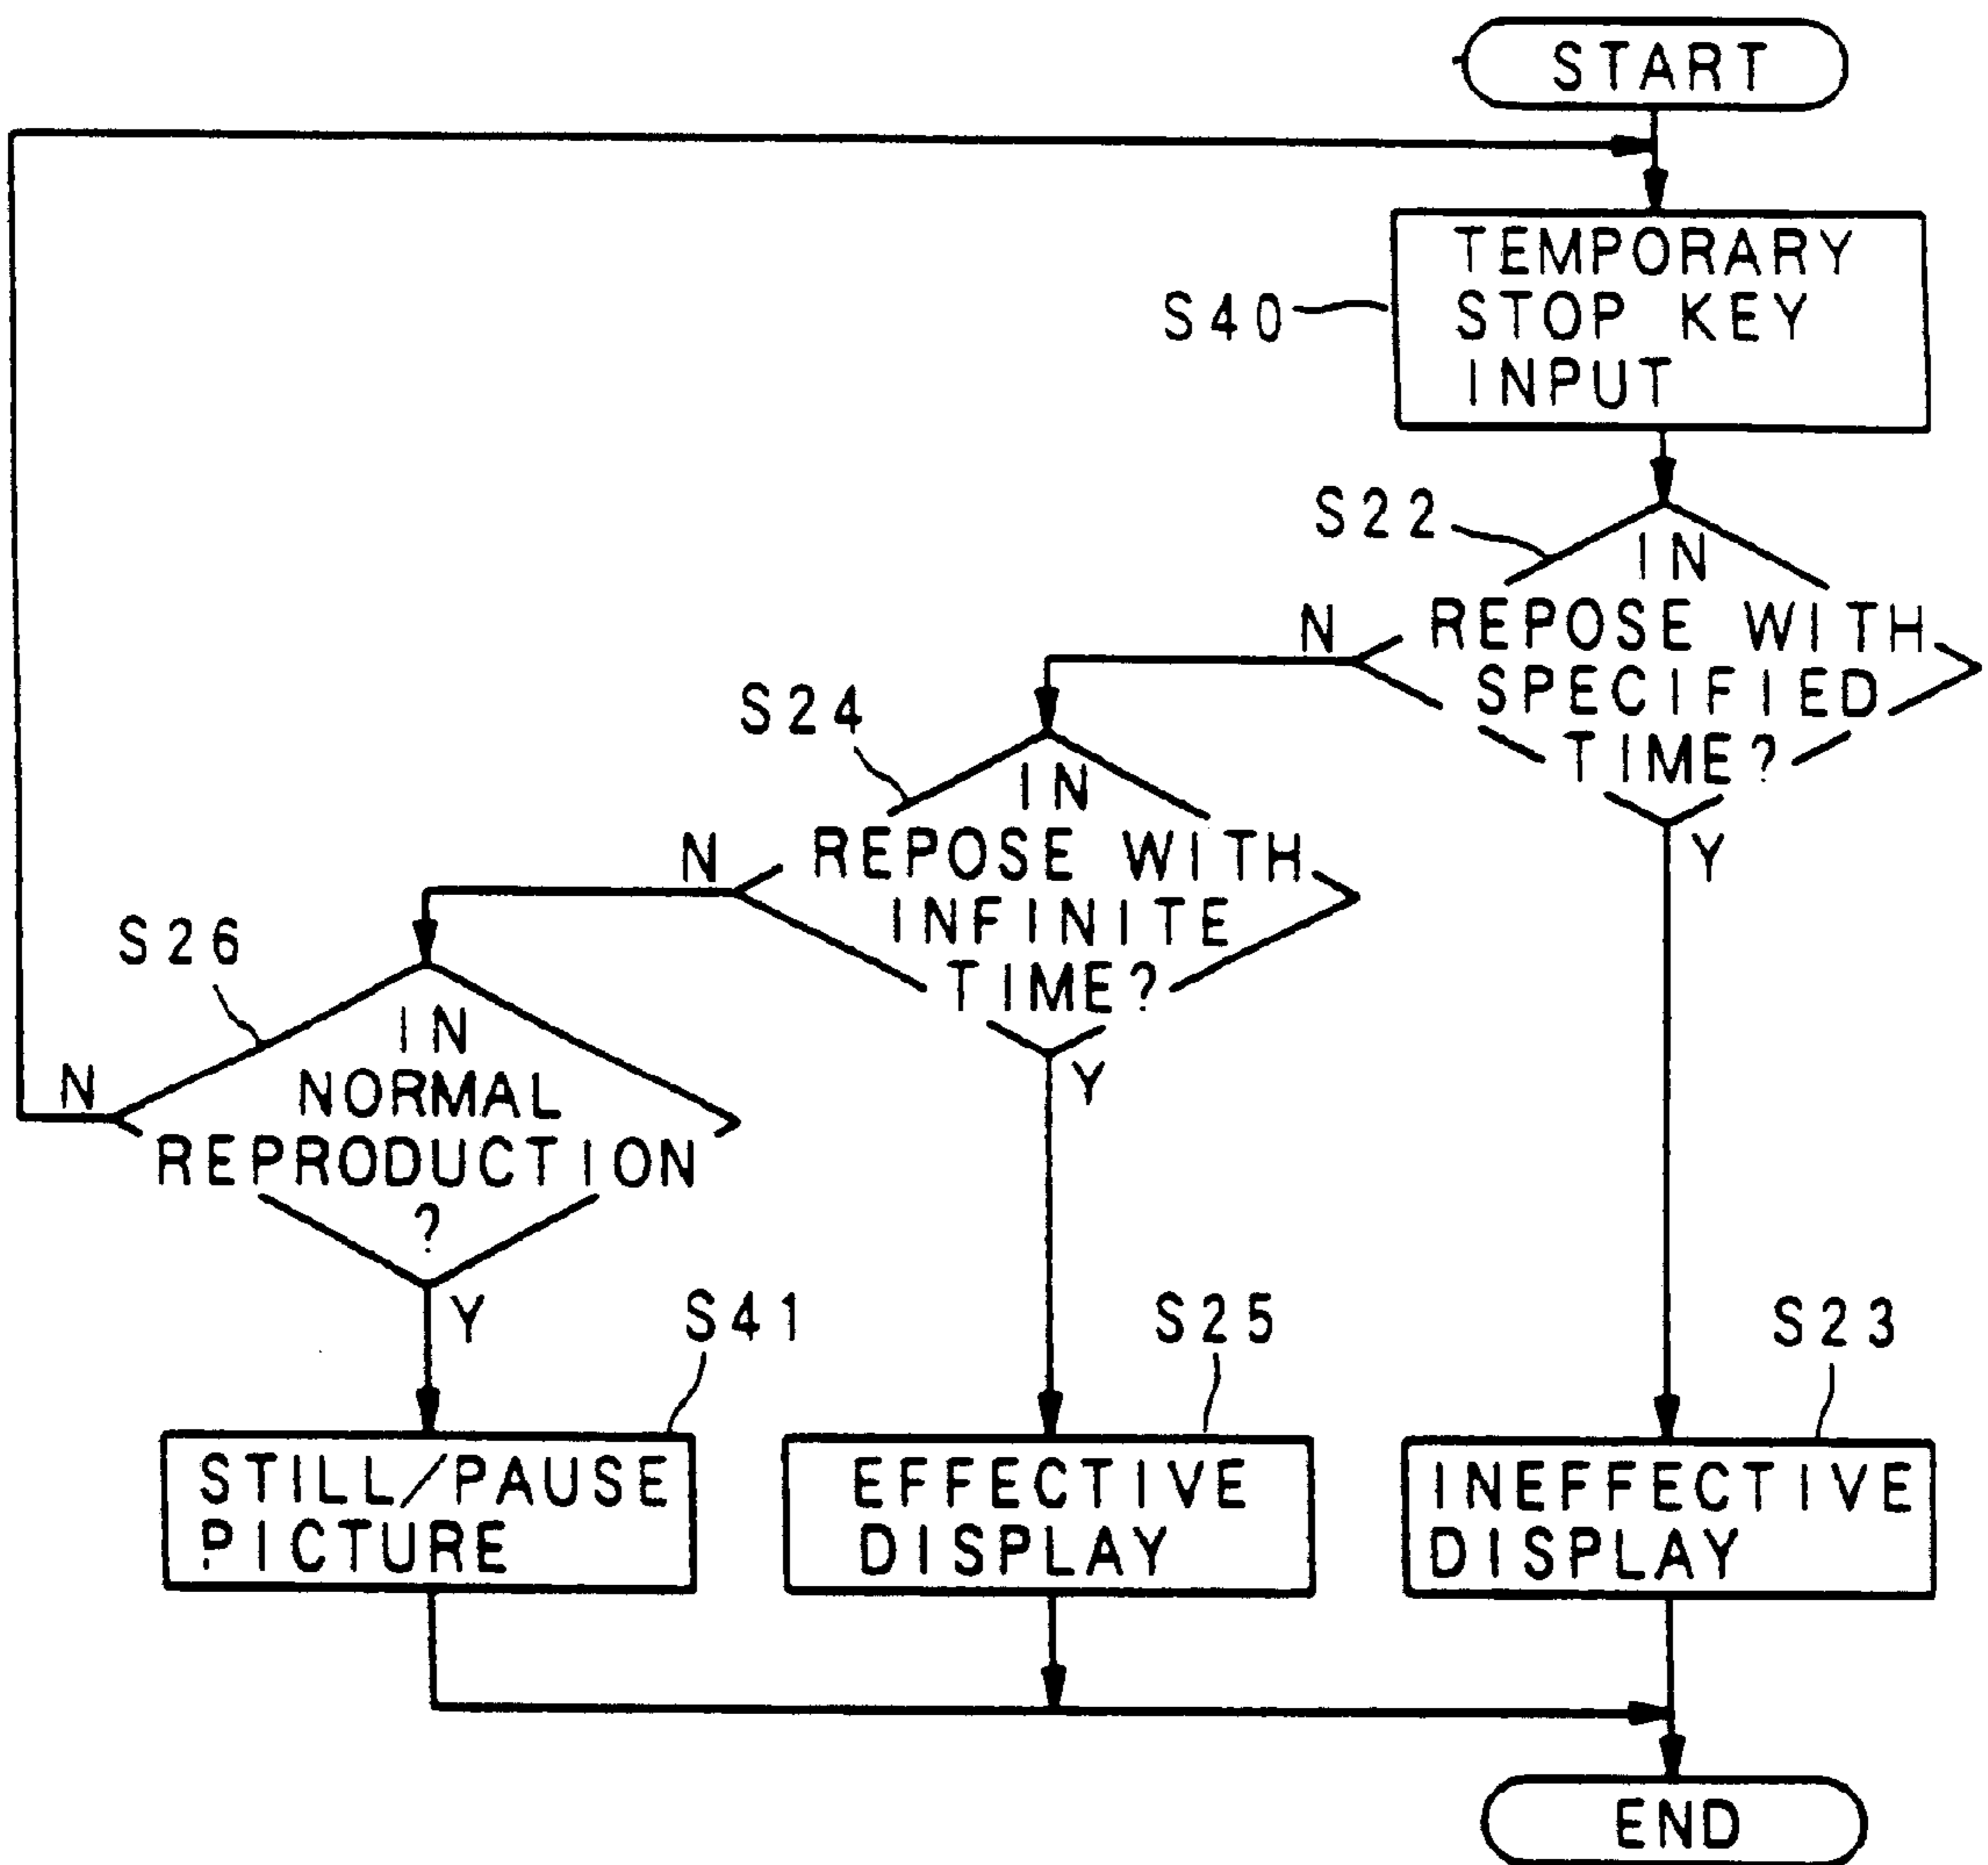 START
TEMPORARY
STOP KEY
INPUT
S40
S22
IN
REPOSE WITH
SPECIFIED
TIME?
N
Y
S24
IN
REPOSE WITH
INFINITE
TIME?
N
Y
S26
IN
NORMAL
REPRODUCTION
?
N
Y
S41
STILL/PAUSE
PICTURE
S25
EFFECTIVE
DISPLAY
S23
INEFFECTIVE
DISPLAY
END